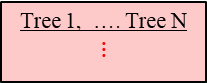 Tree 1, …. Tree N
⋮